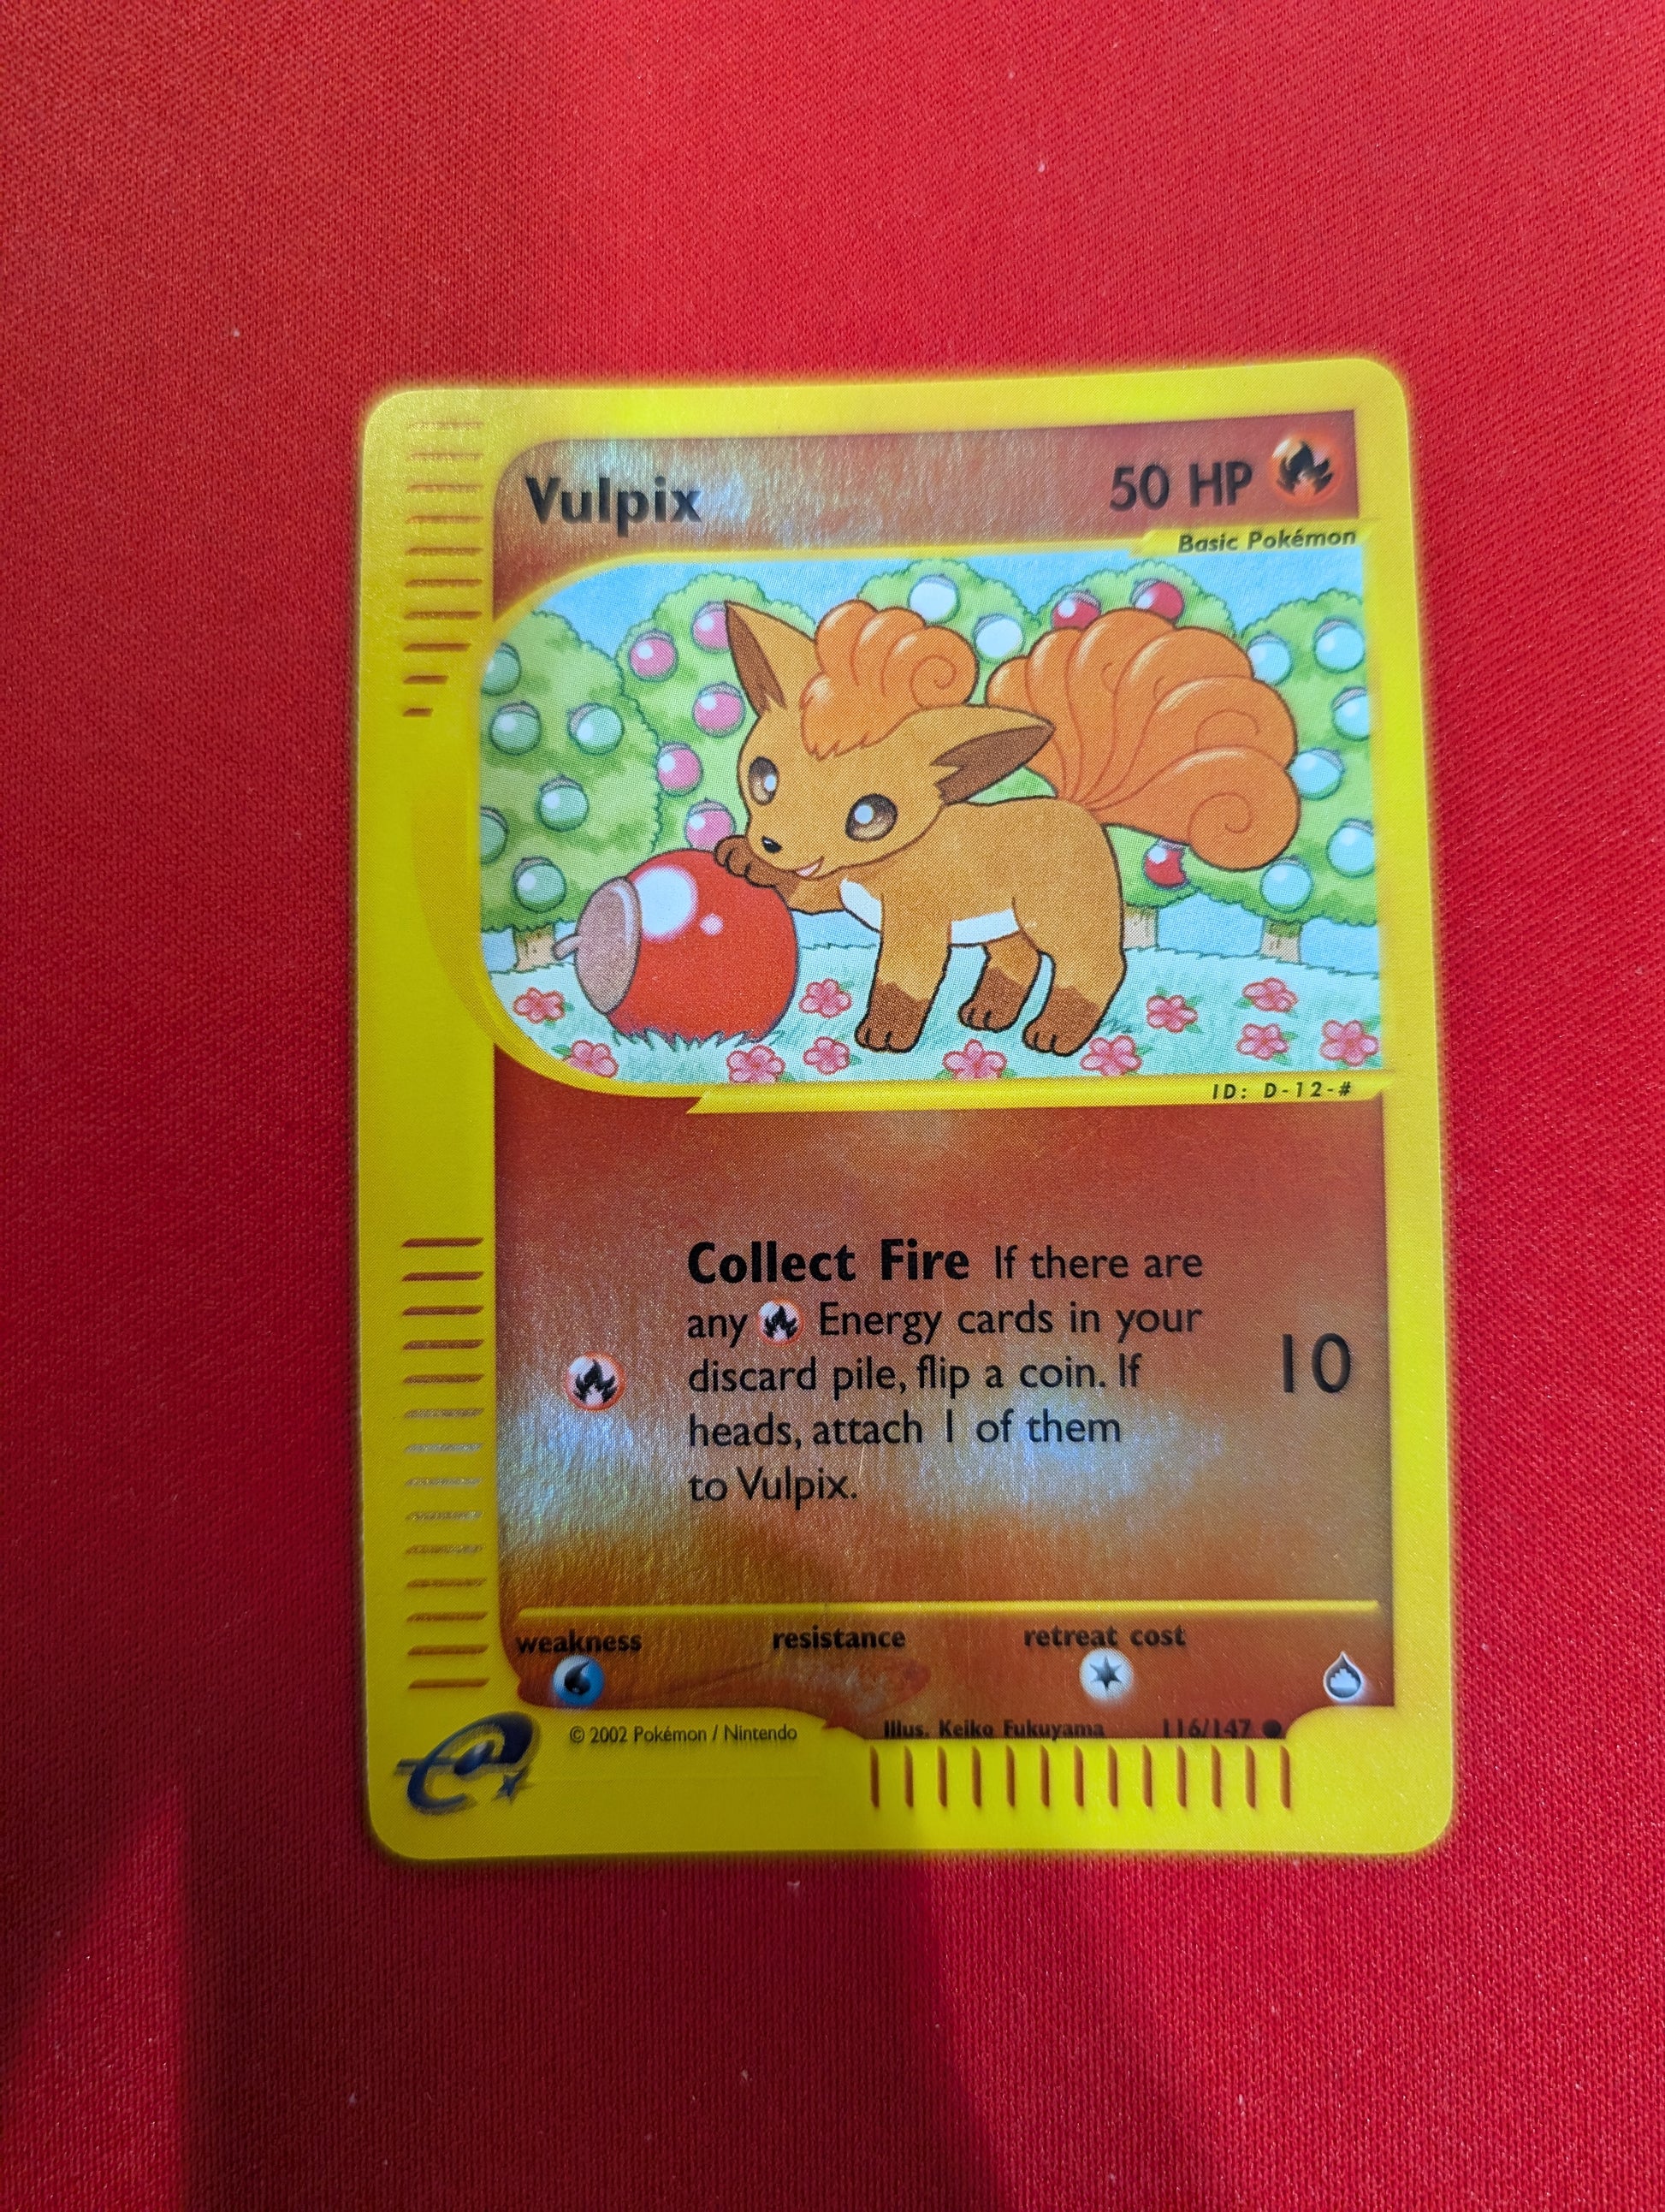 Vulpix
50 HP
Basic Pokémon
ID: D-12-#
Collect Fire If there are
any Energy cards in your
discard pile, flip a coin. If
heads, attach 1 of them
to Vulpix.
10
weakness resistance retreat cost
© 2002 Pokémon / Nintendo Illus. Keiko Fukuyama 116/147 ●
e